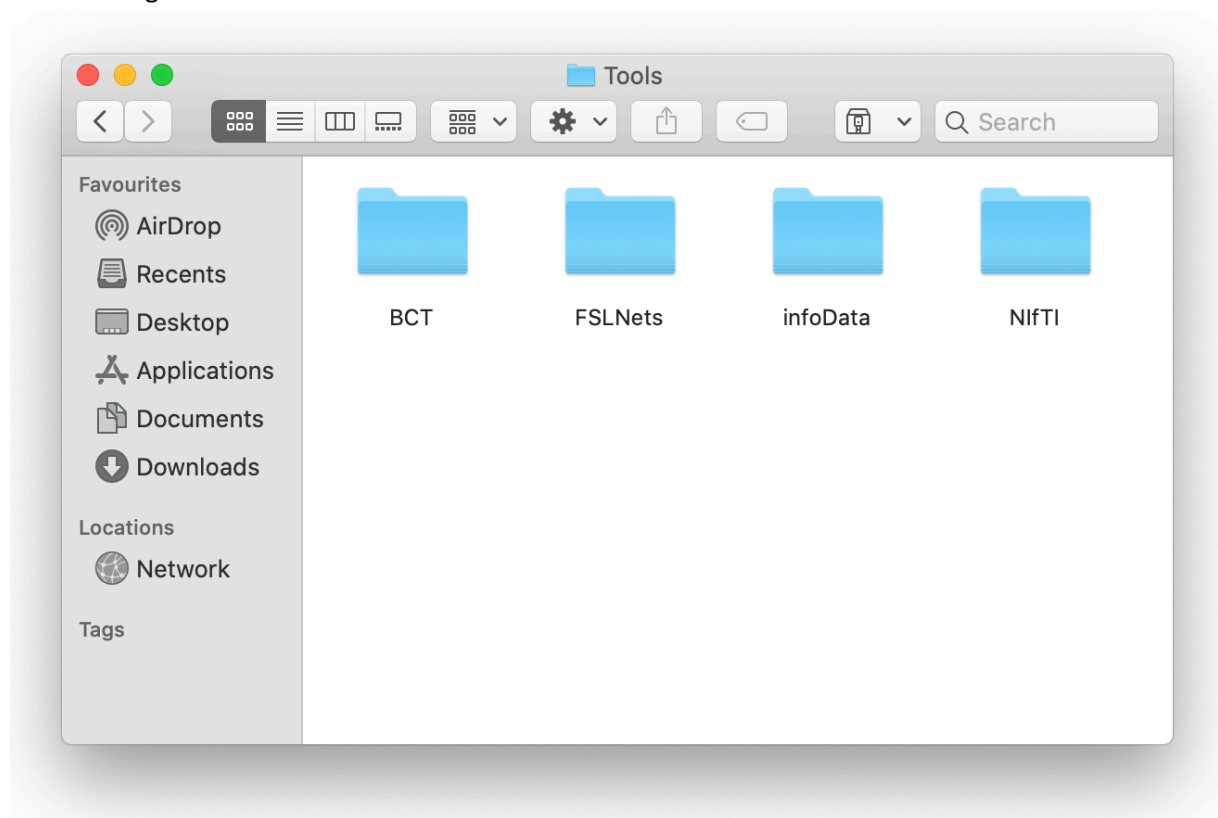 Tools
Search
Favourites
AirDrop
Recents
Desktop
Applications
Documents
Downloads
Locations
Network
Tags
BCT FSLNets infoData NIfTI